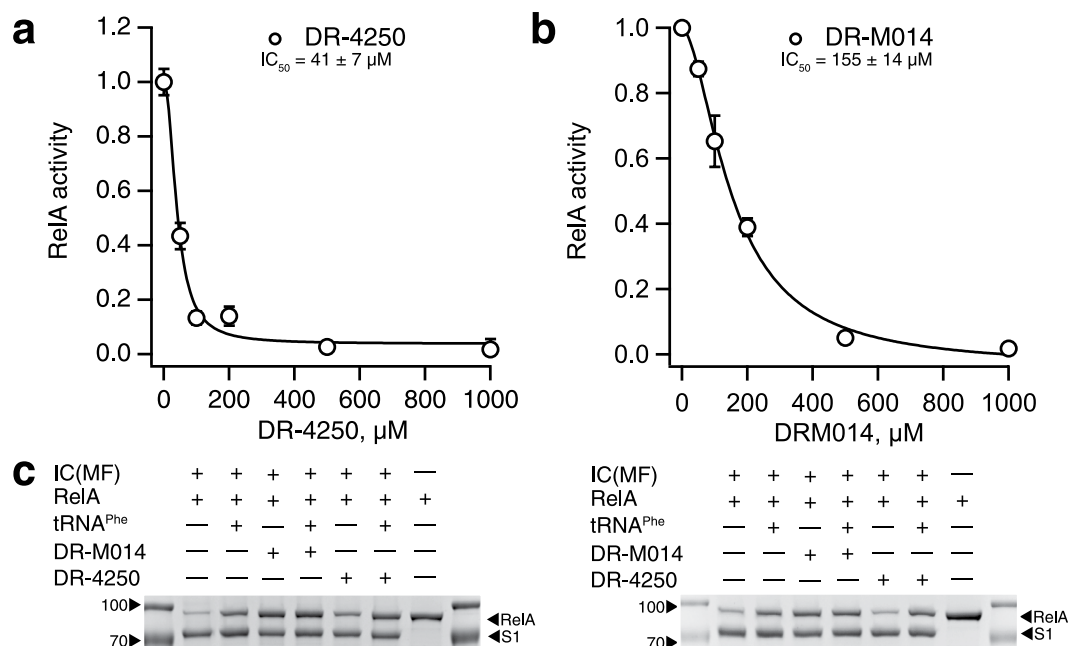 a
1.2
1.0
0.8
0.6
0.4
0.2
0.0
RelA activity
DR-4250
IC50 = 41 ± 7 µM
0 200 400 600 800 1000
DR-4250, µM
b
1.0
0.8
0.6
0.4
0.2
0.0
RelA activity
DR-M014
IC50 = 155 ± 14 µM
0 200 400 600 800 1000
DRM014, µM
c
IC(MF) + + + + + + —
RelA + + + + + + +
tRNAPhe — + — + — + —
DR-M014 — — + + — — —
DR-4250 — — — — + + —
100
70
RelA
S1
IC(MF) + + + + + + —
RelA + + + + + + +
tRNAPhe — + — + — + —
DR-M014 — — + + — — —
DR-4250 — — — — + + —
100
70
RelA
S1